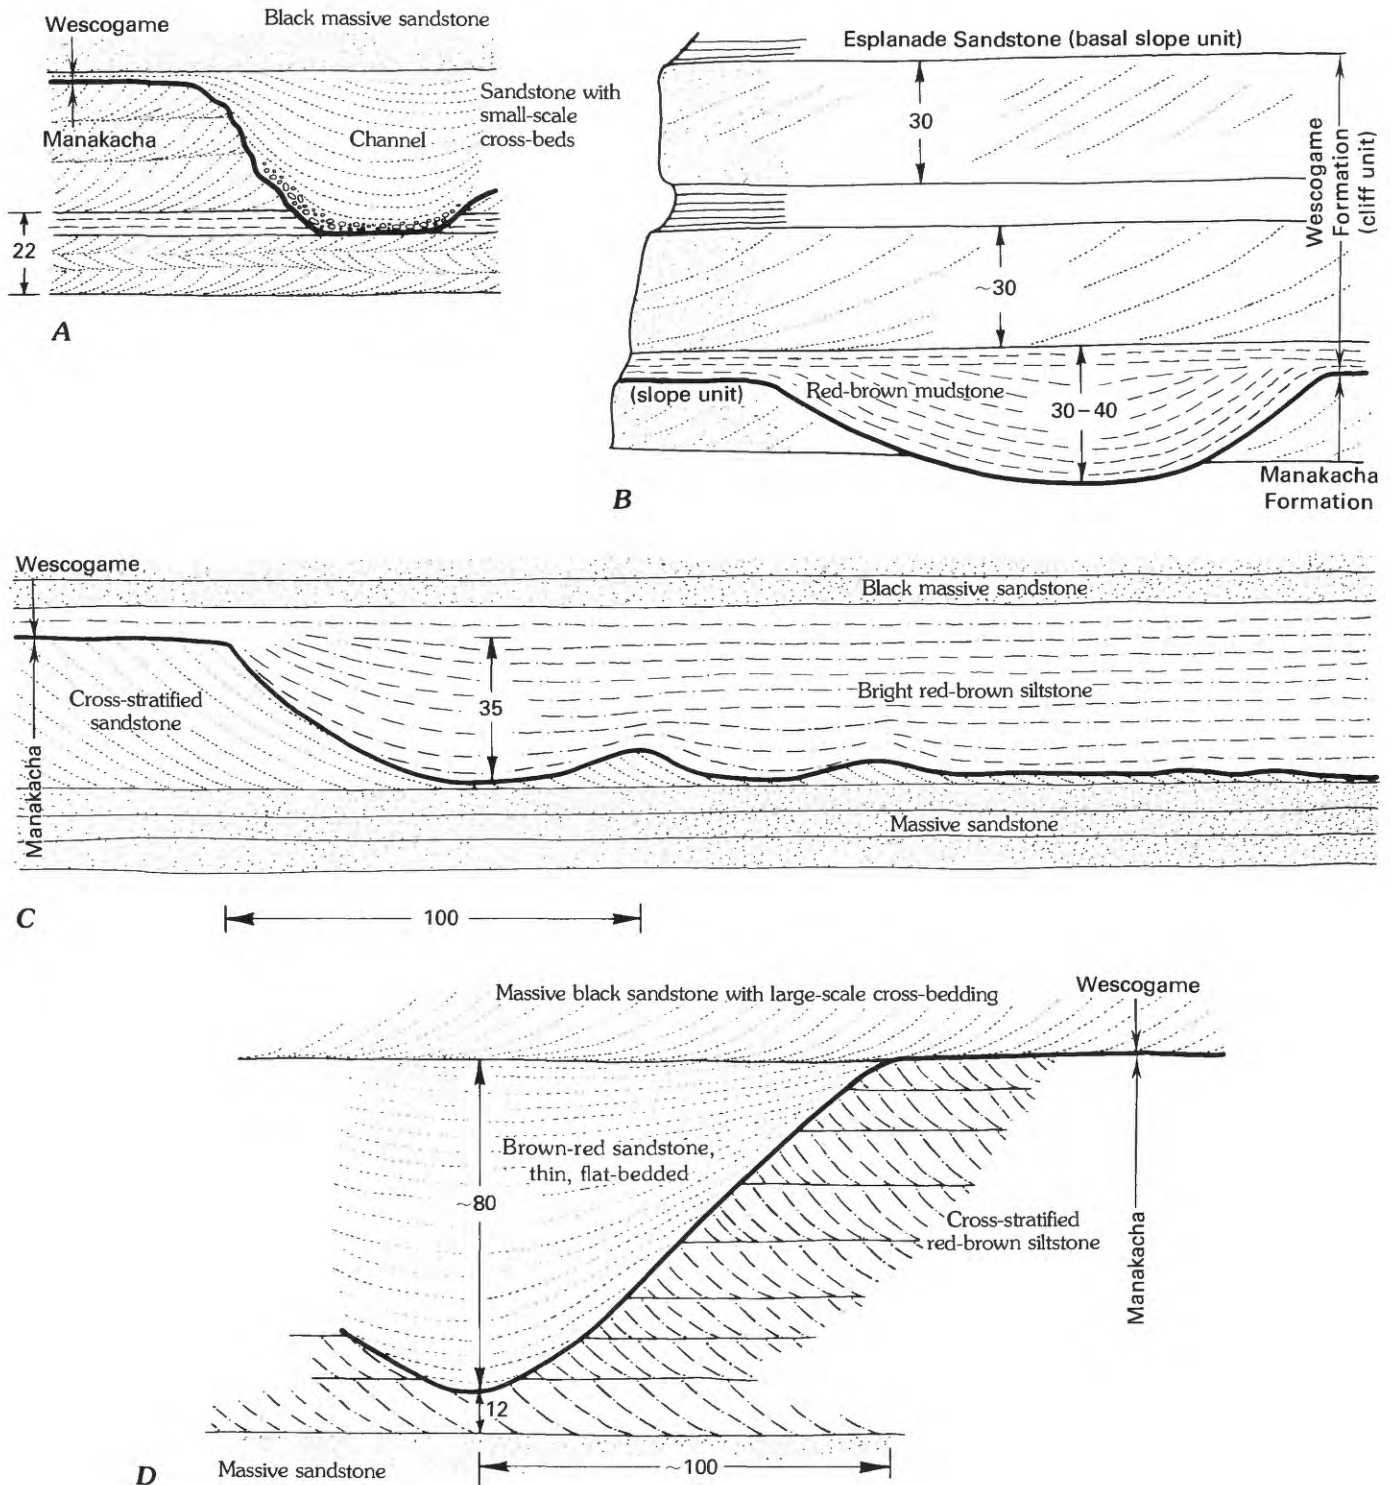 Wescogame
Black massive sandstone
Manakacha
Channel
Sandstone with
small-scale
cross-beds
22
A
Esplanade Sandstone (basal slope unit)
30
Wescogame
Formation
(cliff unit)
~30
(slope unit)
Red-brown mudstone
30–40
Manakacha
Formation
B
Wescogame
Black massive sandstone
Cross-stratified
sandstone
35
Bright red-brown siltstone
Manakacha
Massive sandstone
C
100
Massive black sandstone with large-scale cross-bedding
Wescogame
Brown-red sandstone,
thin, flat-bedded
~80
Cross-stratified
red-brown siltstone
Manakacha
12
D
Massive sandstone
~100